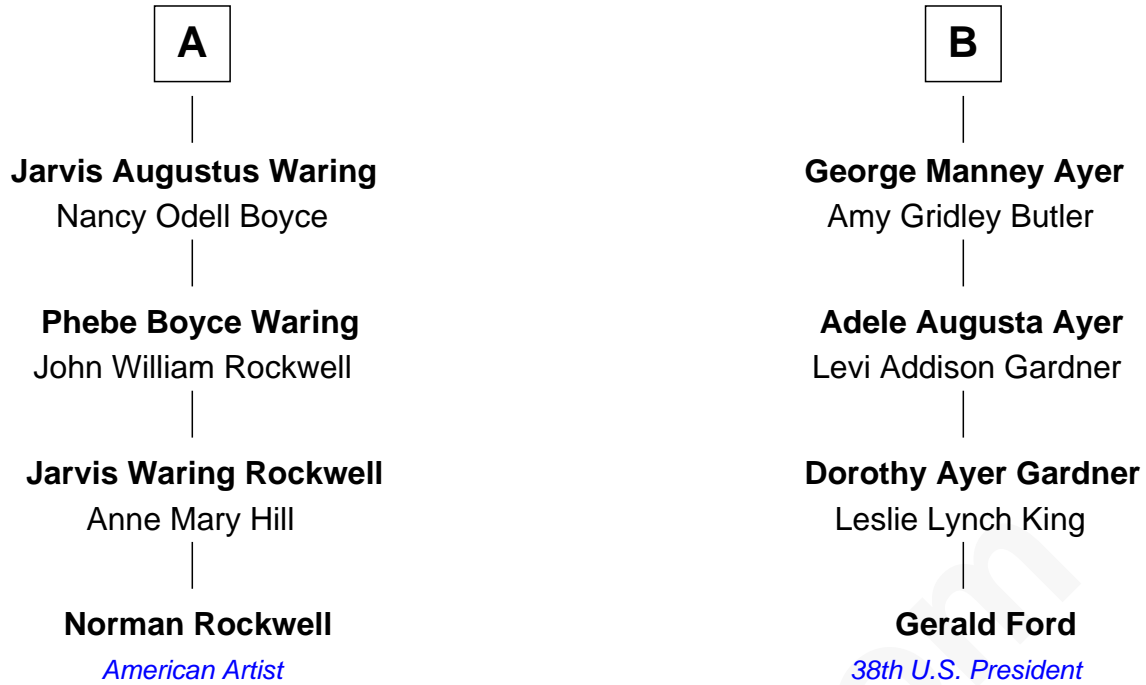 A
Jarvis Augustus Waring
Nancy Odell Boyce
Phebe Boyce Waring
John William Rockwell
Jarvis Waring Rockwell
Anne Mary Hill
Norman Rockwell
American Artist
B
George Manney Ayer
Amy Gridley Butler
Adele Augusta Ayer
Levi Addison Gardner
Dorothy Ayer Gardner
Leslie Lynch King
Gerald Ford
38th U.S. President